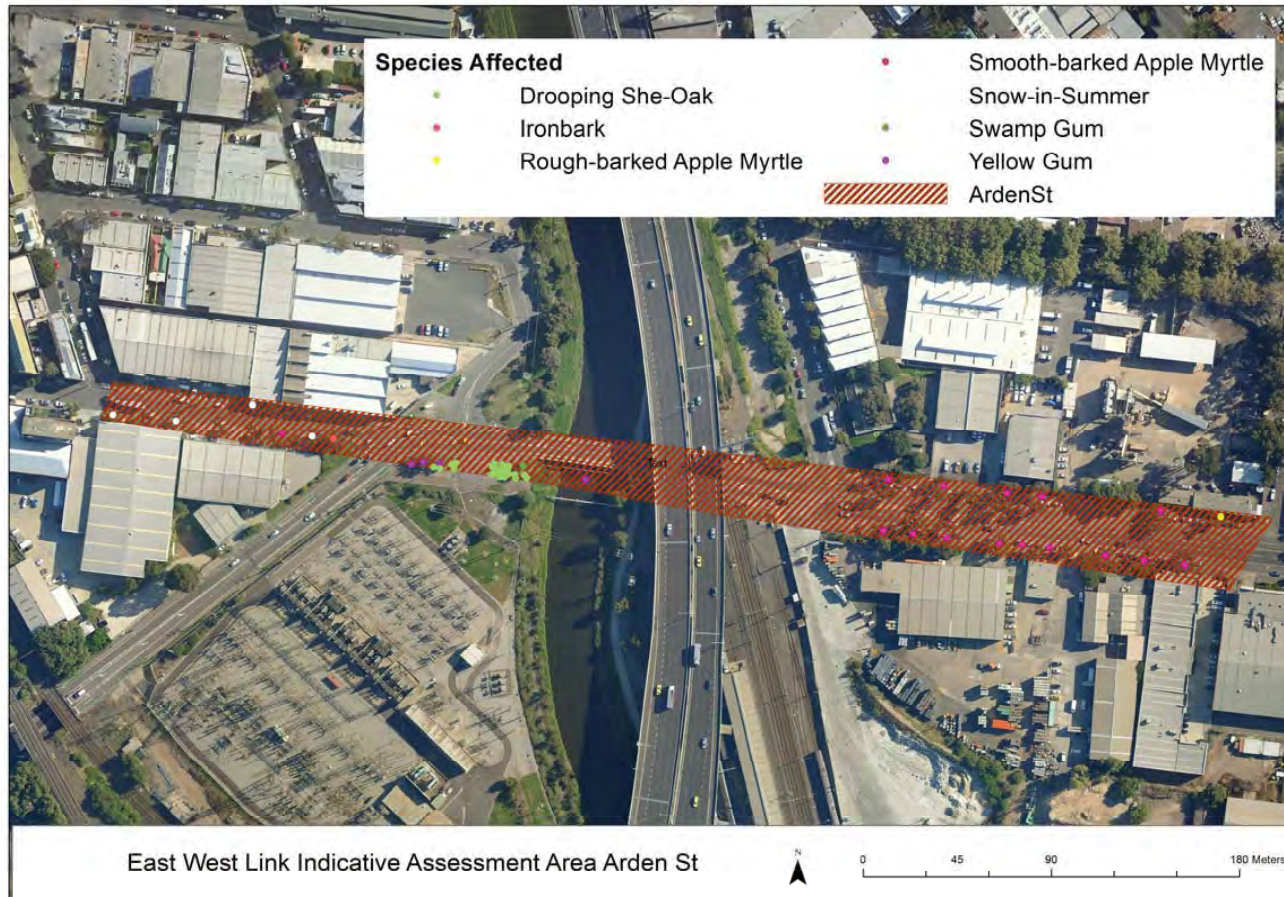 Species Affected
Drooping She-Oak
Ironbark
Rough-barked Apple Myrtle
Smooth-barked Apple Myrtle
Snow-in-Summer
Swamp Gum
Yellow Gum
ArdenSt
Text
East West Link Indicative Assessment Area Arden St
N
0 45 90 180 Meters